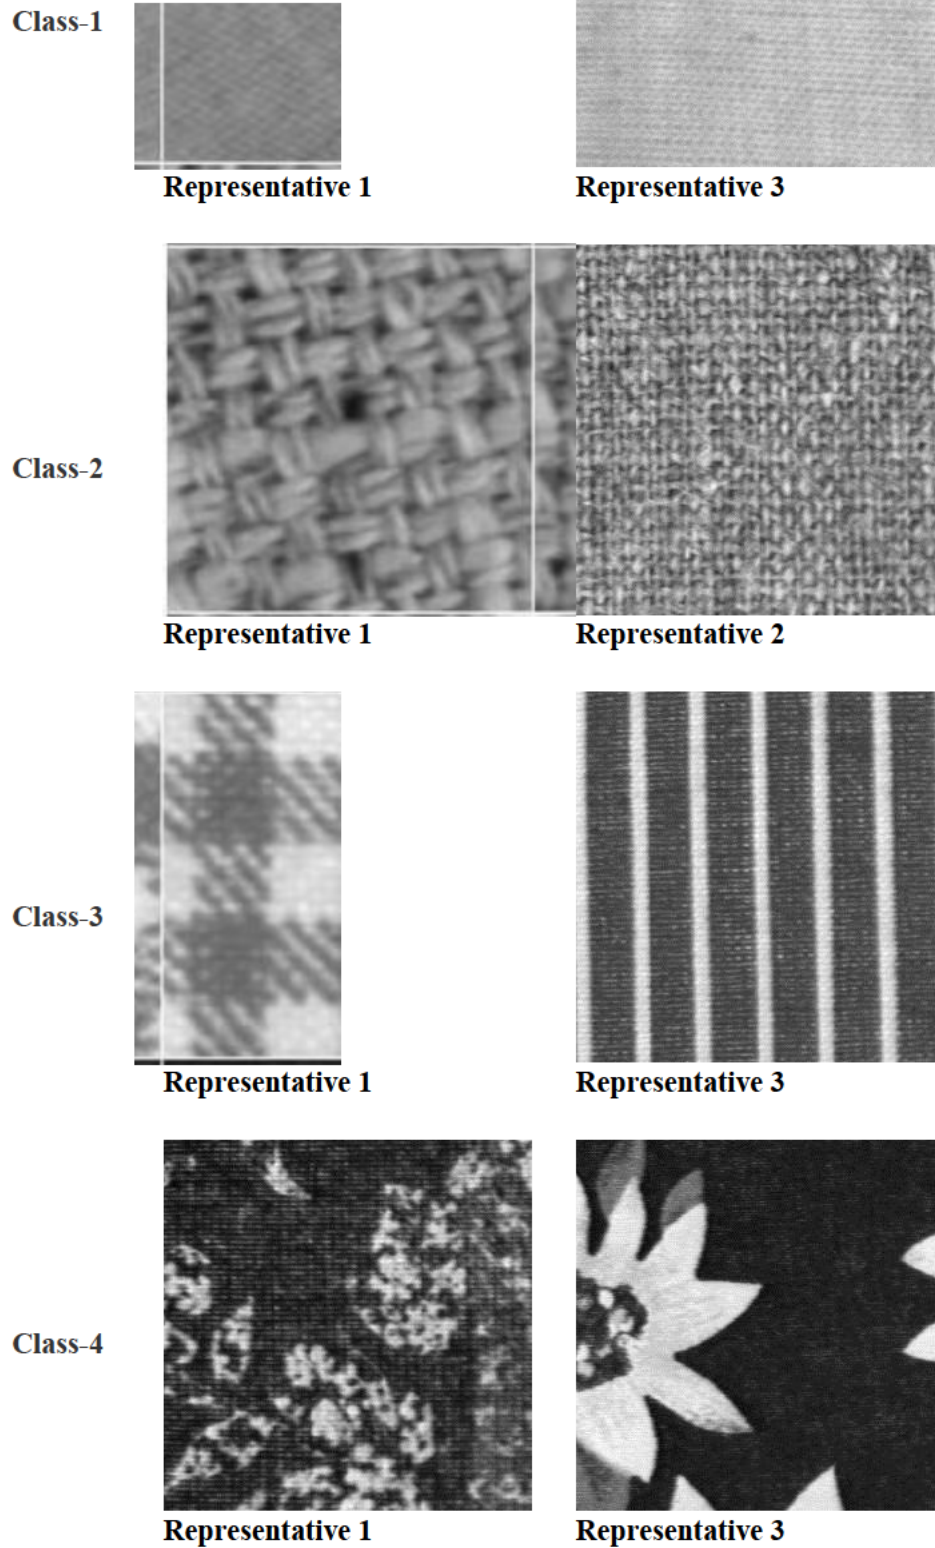 Class-1
Representative 1
Representative 3
Class-2
Representative 1
Representative 2
Class-3
Representative 1
Representative 3
Class-4
Representative 1
Representative 3